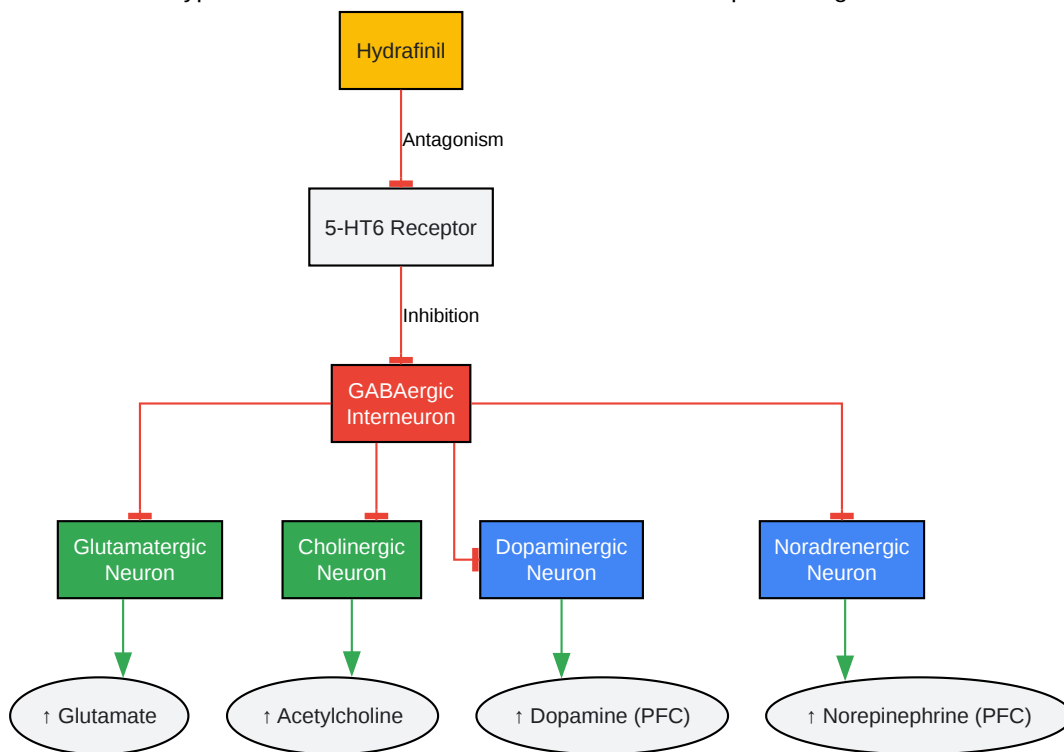 Hydrafinil
Antagonism
5-HT6 Receptor
Inhibition
GABAergic
Interneuron
Glutamatergic
Neuron
Cholinergic
Neuron
Dopaminergic
Neuron
Noradrenergic
Neuron
↑ Glutamate
↑ Acetylcholine
↑ Dopamine (PFC)
↑ Norepinephrine (PFC)